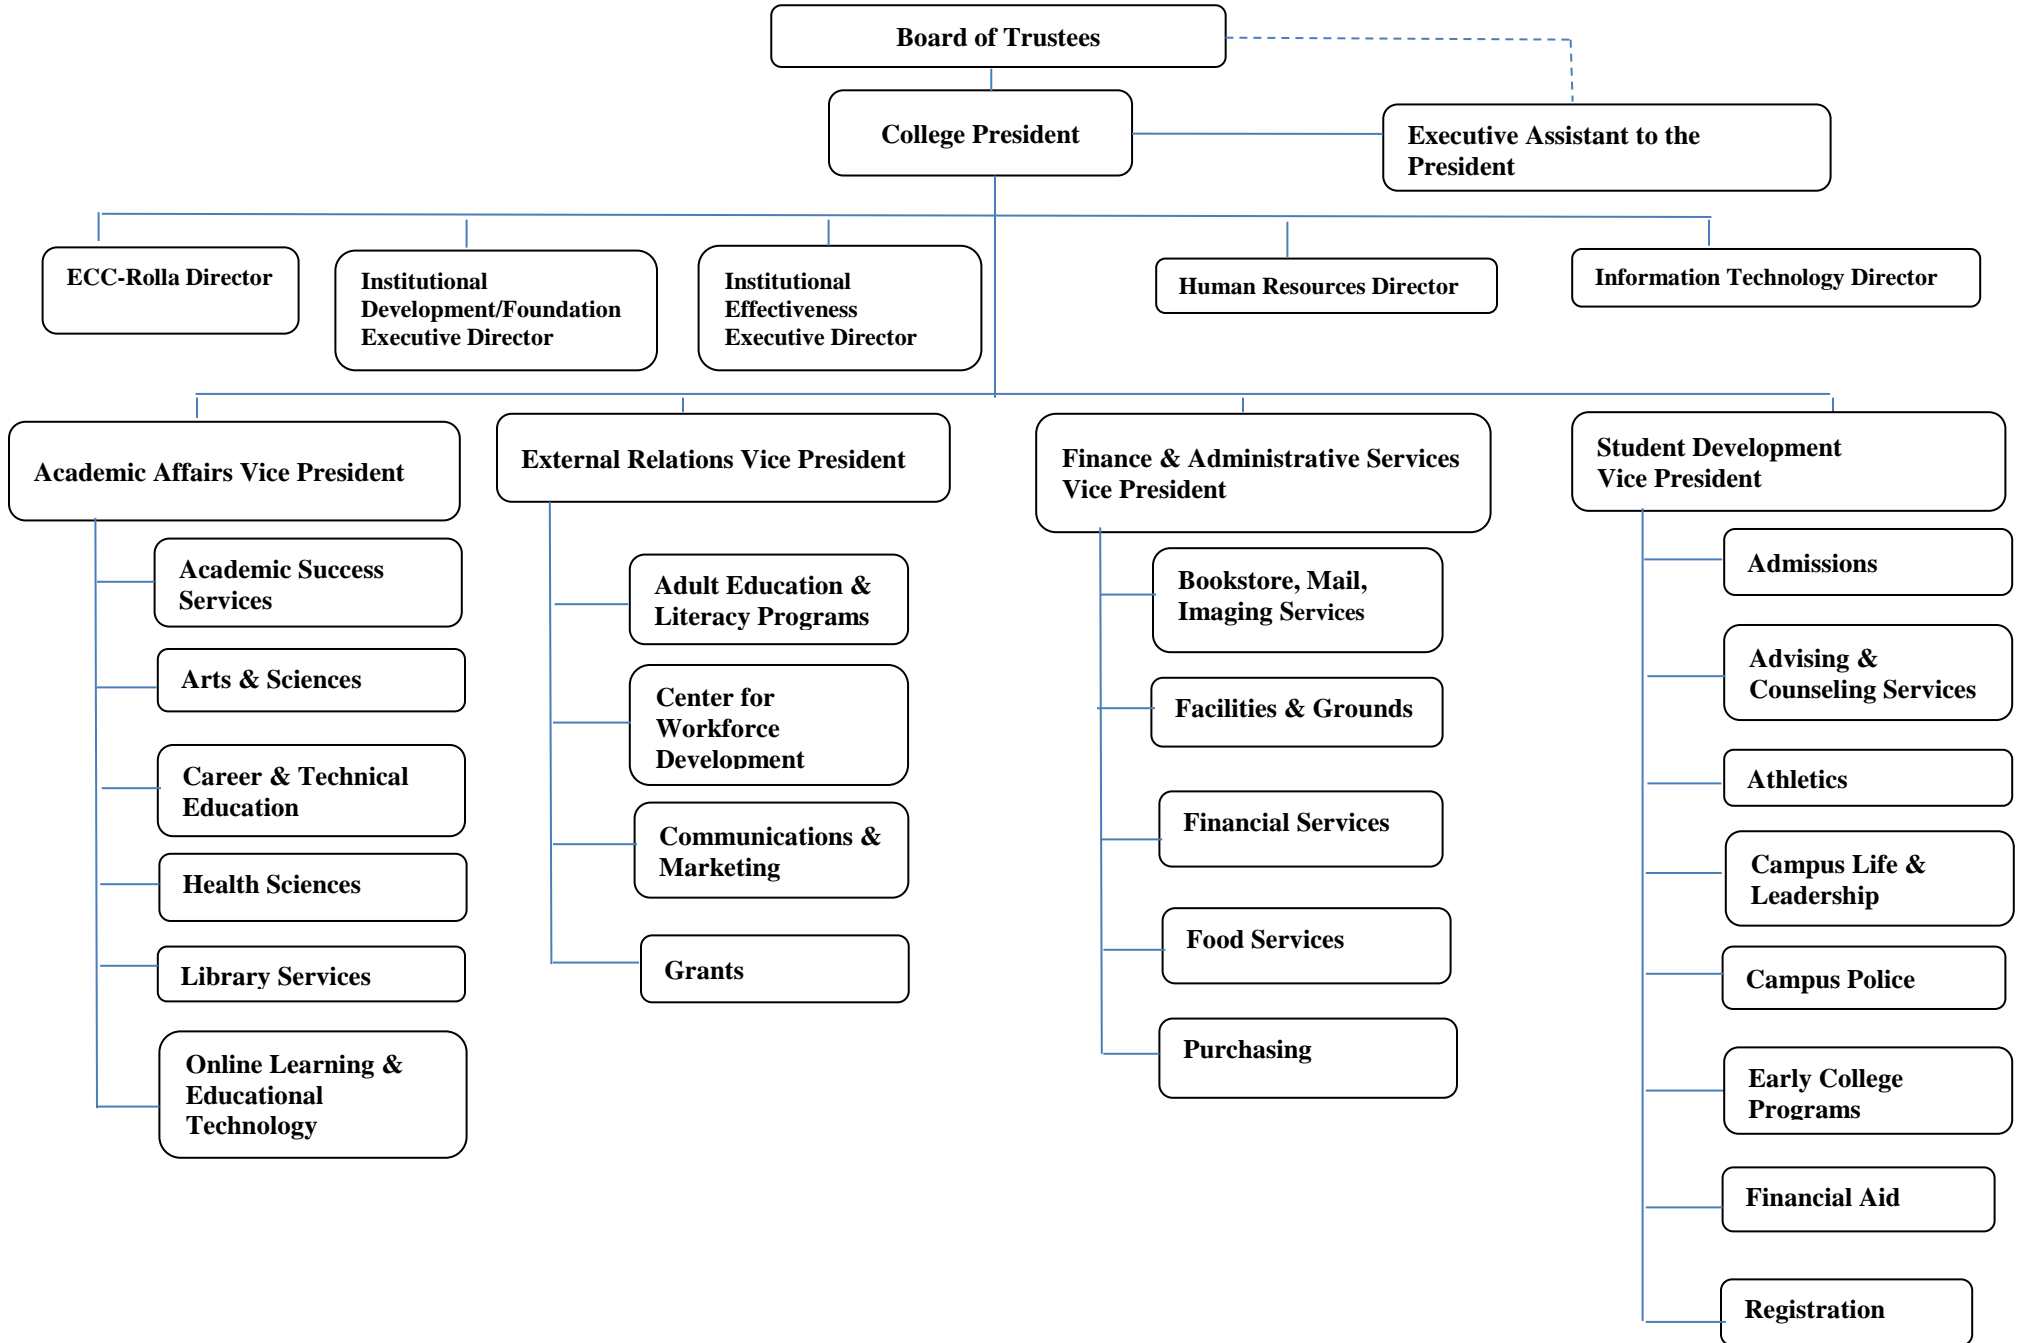 Board of Trustees
College President
Executive Assistant to the
President
ECC-Rolla Director
Institutional
Development/Foundation
Executive Director
Institutional
Effectiveness
Executive Director
Human Resources Director
Information Technology Director
Academic Affairs Vice President
External Relations Vice President
Finance & Administrative Services
Vice President
Student Development
Vice President
Academic Success
Services
Arts & Sciences
Career & Technical
Education
Health Sciences
Library Services
Online Learning &
Educational
Technology
Adult Education &
Literacy Programs
Center for
Workforce
Development
Communications &
Marketing
Grants
Bookstore, Mail,
Imaging Services
Facilities & Grounds
Financial Services
Food Services
Purchasing
Admissions
Advising &
Counseling Services
Athletics
Campus Life &
Leadership
Campus Police
Early College
Programs
Financial Aid
Registration